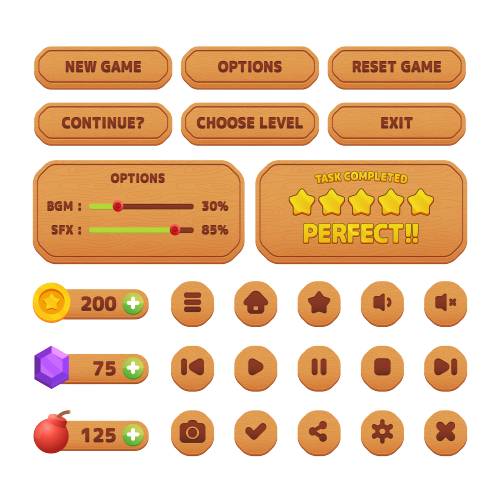 NEW GAME
OPTIONS
RESET GAME
CONTINUE?
CHOOSE LEVEL
EXIT
OPTIONS
BGM : 30%
SFX : 85%
TASK COMPLETED
PERFECT!!
200
75
125